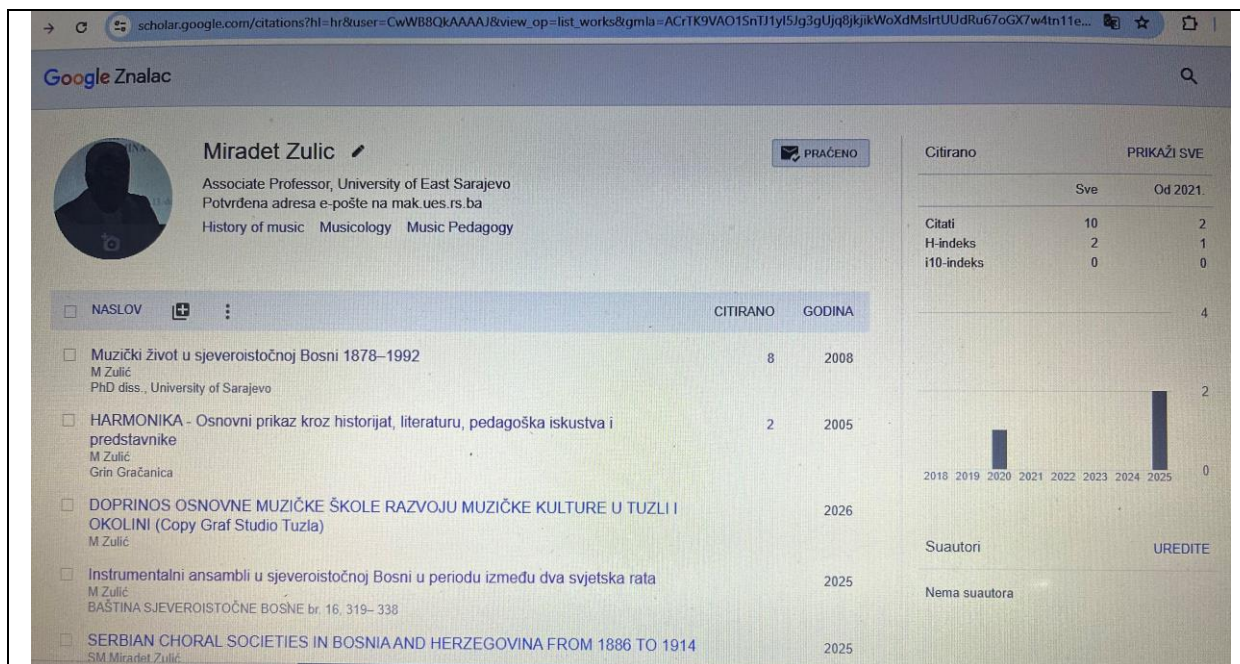 scholar.google.com/citations?hl=hr&user=CwWB8QkAAAAJ&view_op=list_works&gmla=
Google Znalac
Miradet Zulic
Associate Professor, University of East Sarajevo
Potvrđena adresa e-pošte na mak.ues.rs.ba
History of music Musicology Music Pedagogy
PRAĆENO
NASLOV CITIRANO GODINA
Muzički život u sjeveroistočnoj Bosni 1878–1992 8 2008
M Zulić
PhD diss., University of Sarajevo
HARMONIKA - Osnovni prikaz kroz historijat, literaturu, pedagoška iskustva i
predstavnike 2 2005
M Zulić
Grin Gračanica
DOPRINOS OSNOVNE MUZIČKE ŠKOLE RAZVOJU MUZIČKE KULTURE U TUZLI I
OKOLINI (Copy Graf Studio Tuzla) 2026
M Zulić
Instrumentalni ansambli u sjeveroistočnoj Bosni u periodu između dva svjetska rata 2025
M Zulić
BAŠTINA SJEVEROISTOČNE BOSNE br. 16, 319– 338
SERBIAN CHORAL SOCIETIES IN BOSNIA AND HERZEGOVINA FROM 1886 TO 1914 2025
SM Miradet Zulić
Citirano PRIKAŽI SVE
Sve Od 2021.
Citati 10 2
H-indeks 2 1
i10-indeks 0 0
4
2
0
2018 2019 2020 2021 2022 2023 2024 2025
Suautori UREDITE
Nema suautora